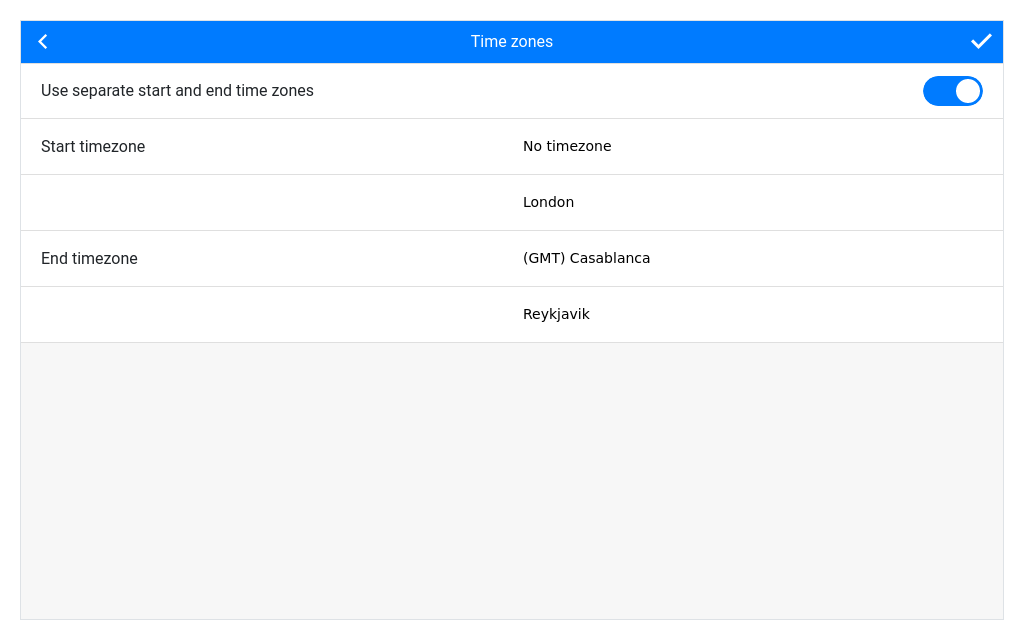 Time zones
Use separate start and end time zones
Start timezone
No timezone
London
End timezone
(GMT) Casablanca
Reykjavik